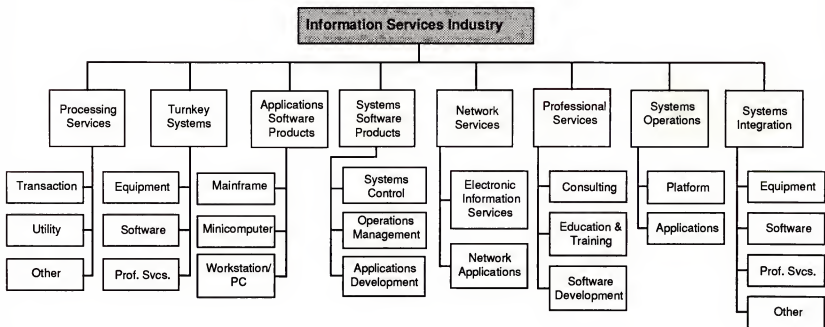 Information Services Industry
Processing
Services
Turnkey
Systems
Applications
Software
Products
Systems
Software
Products
Network
Services
Professional
Services
Systems
Operations
Systems
Integration
Transaction
Utility
Other
Equipment
Software
Prof. Svcs.
Mainframe
Minicomputer
Workstation/
PC
Systems
Control
Operations
Management
Applications
Development
Electronic
Information
Services
Network
Applications
Consulting
Education &
Training
Software
Development
Platform
Applications
Equipment
Software
Prof. Svcs.
Other